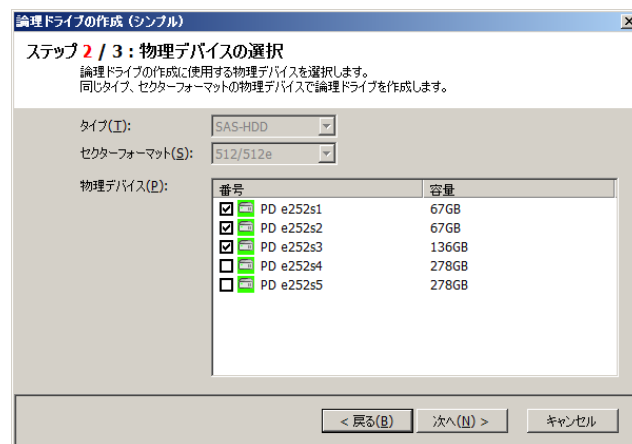 論理ドライブの作成 (シンプル)
ステップ 2 / 3 : 物理デバイスの選択
論理ドライブの作成に使用する物理デバイスを選択します。
同じタイプ、セクターフォーマットの物理デバイスで論理ドライブを作成します。
タイプ(T): SAS-HDD
セクターフォーマット(S): 512/512e
物理デバイス(P):
番号 容量
PD e252s1 67GB
PD e252s2 67GB
PD e252s3 136GB
PD e252s4 278GB
PD e252s5 278GB
< 戻る(B) 次へ(N) > キャンセル